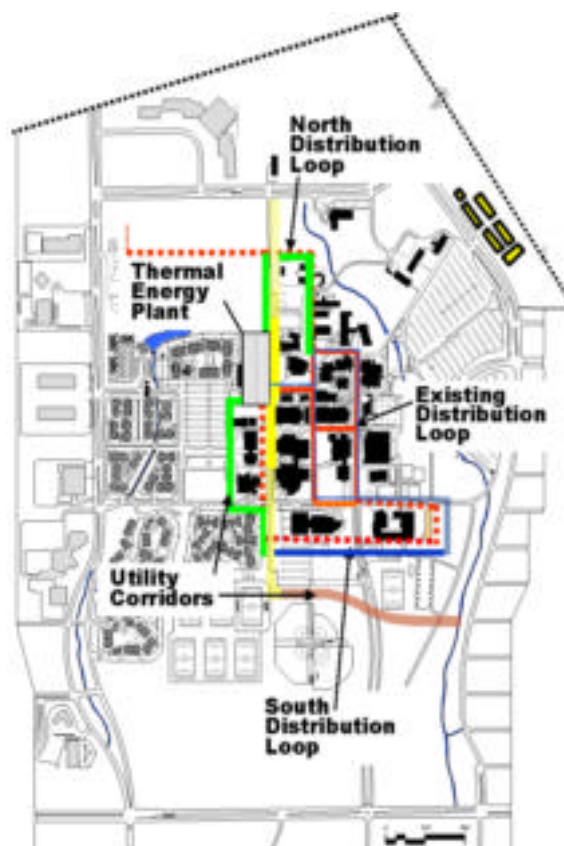 North
Distribution
Loop
Thermal
Energy
Plant
Existing
Distribution
Loop
Utility
Corridors
South
Distribution
Loop